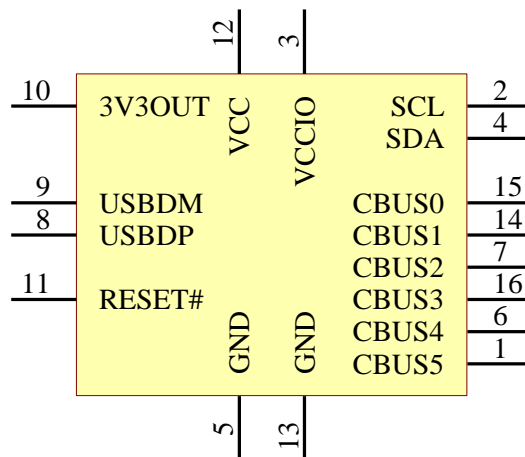 12 3
10 3V3OUT VCC VCCIO SCL 2
SDA 4
9 USBDM CBUS0 15
8 USBDP CBUS1 14
CBUS2 7
11 RESET# CBUS3 16
GND GND CBUS4 6
CBUS5 1
5 13